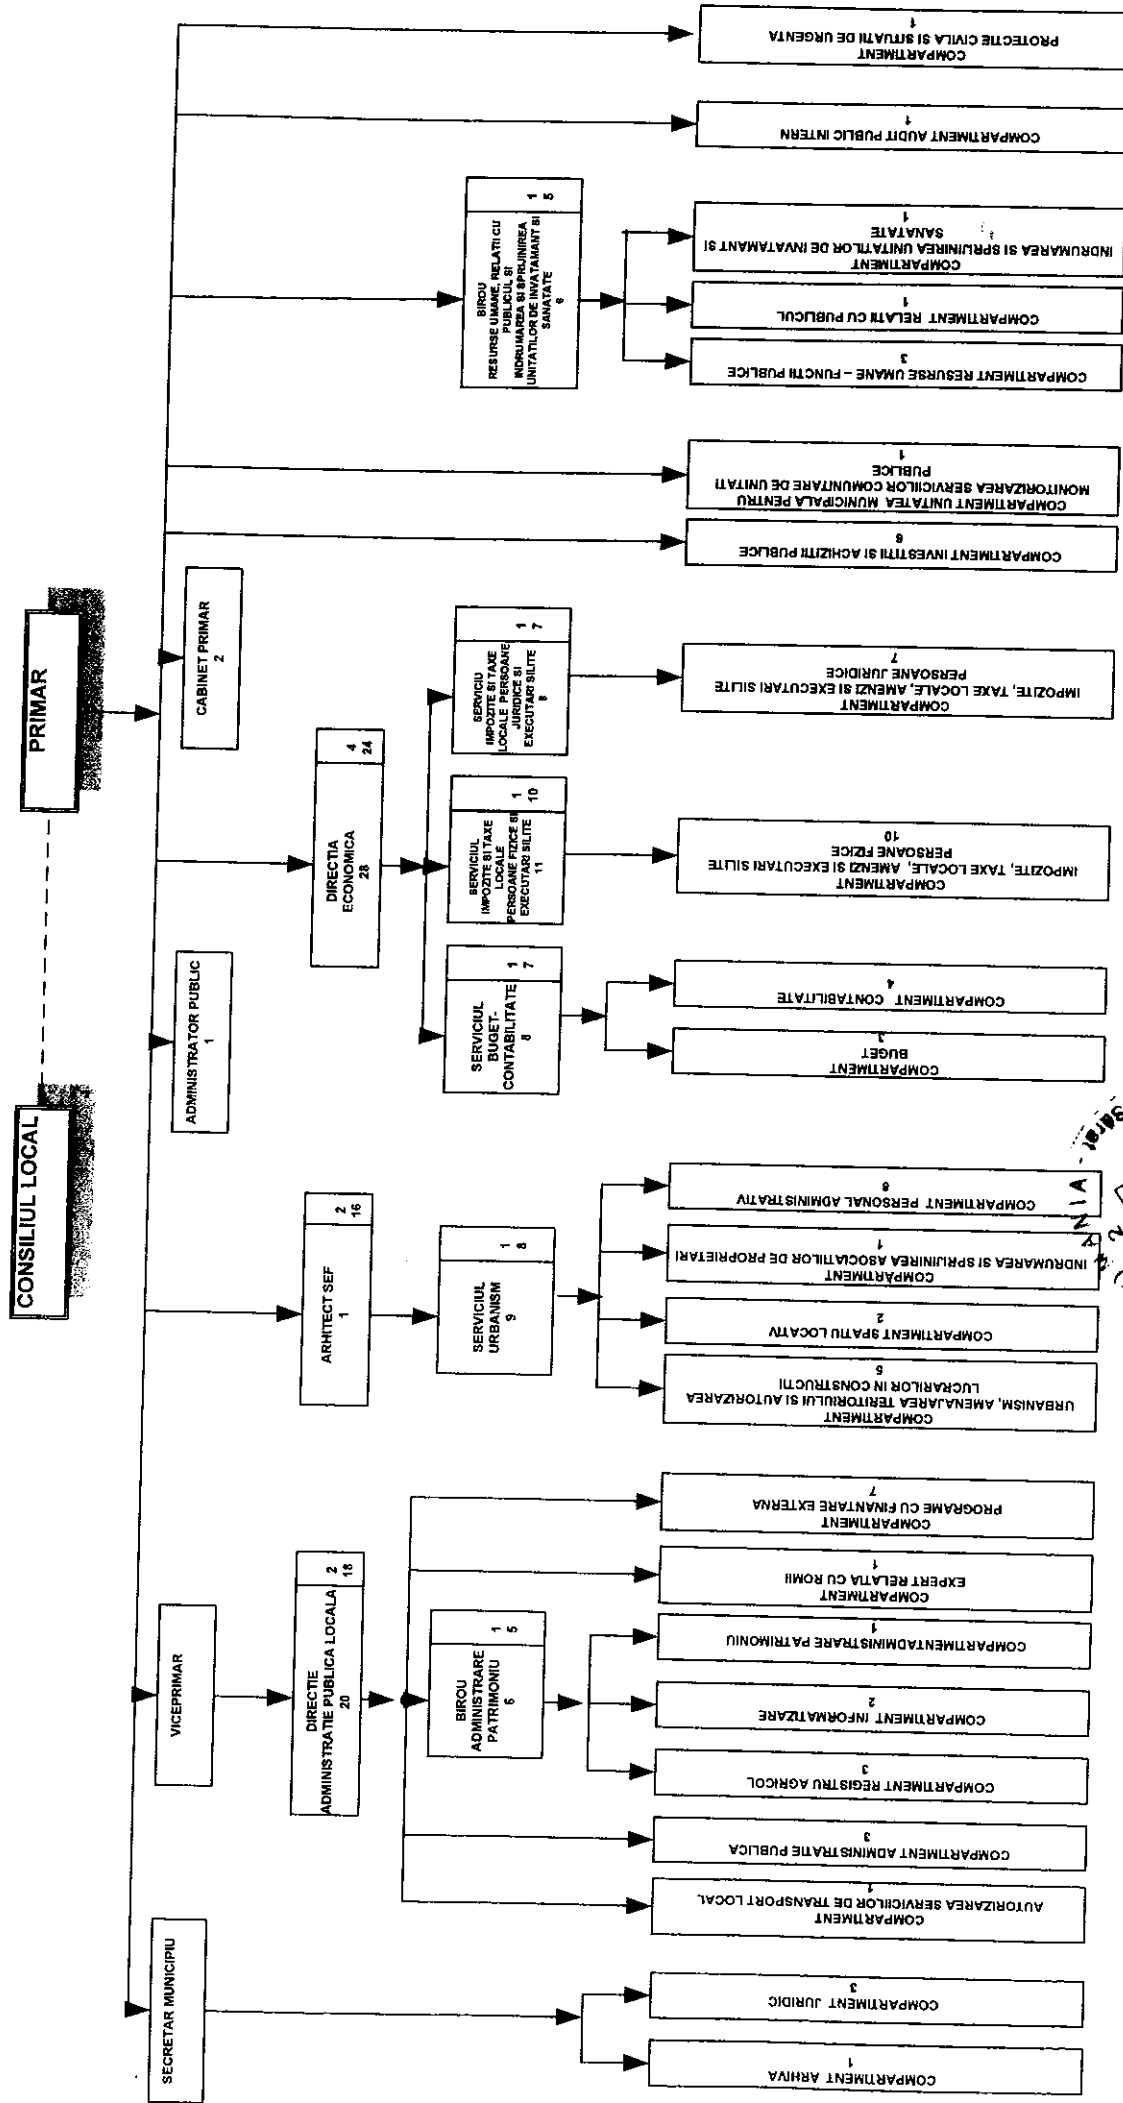 CONSILIUL LOCAL
PRIMAR
SECRETAR MUNICIPIU
VICEPRIMAR
ADMINISTRATOR PUBLIC
1
CABINET PRIMAR
2
DIRECTIE
ADMINISTRATIE PUBLICA LOCALA
20
2
18
ARHITECT SEF
1
2
16
DIRECTIA
ECONOMICA
28
4
24
BIROU
ADMINISTRARE
PATRIMONIU
6
1
5
SERVICIUL
URBANISM
9
1
8
SERVICIUL
BUGET-
CONTABILITATE
8
1
7
SERVICIUL
IMPOZITE SI TAXE
LOCALE
PERSOANE FIZICE SI
EXECUTARI SILITE
11
1
10
SERVICIU
IMPOZITE SI TAXE
LOCALE PERSOANE
JURIDICE SI
EXECUTARI SILITE
8
1
7
BIROU
RESURSE UMANE, RELATII CU
PUBLICUL SI
INDRUMAREA SI SPRIJINIREA
UNITATILOR DE INVATAMANT SI
SANATATE
6
1
5
COMPARTIMENT ARHIVA
1
COMPARTIMENT JURIDIC
3
COMPARTIMENT
AUTORIZAREA SERVICIILOR DE TRANSPORT LOCAL
1
COMPARTIMENT ADMINISTRATIE PUBLICA
3
COMPARTIMENT REGISTRU AGRICOL
3
COMPARTIMENT INFORMATIZARE
2
COMPARTIMENTADMINISTRARE PATRIMONIU
1
COMPARTIMENT
EXPERT RELATIA CU ROMII
1
COMPARTIMENT
PROGRAME CU FINANTARE EXTERNA
7
COMPARTIMENT
URBANISM, AMENAJAREA TERITORIULUI SI AUTORIZAREA
LUCRARILOR IN CONSTRUCTII
5
COMPARTIMENT SPATIU LOCATIV
2
COMPARTIMENT
INDRUMAREA SI SPRIJINIREA ASOCIATIILOR DE PROPRIETARI
1
COMPARTIMENT PERSONAL ADMINISTRATIV
8
COMPARTIMENT
BUGET
3
COMPARTIMENT CONTABILITATE
4
COMPARTIMENT
IMPOZITE, TAXE LOCALE, AMENZI SI EXECUTARI SILITE
PERSOANE FIZICE
10
COMPARTIMENT
IMPOZITE, TAXE LOCALE, AMENZI SI EXECUTARI SILITE
PERSOANE JURIDICE
7
COMPARTIMENT INVESTITII SI ACHIZITII PUBLICE
6
COMPARTIMENT UNITATEA MUNICIPALA PENTRU
MONITORIZAREA SERVICIILOR COMUNITARE DE UNITATI
PUBLICE
1
COMPARTIMENT RESURSE UMANE – FUNCTII PUBLICE
3
COMPARTIMENT RELATII CU PUBLICUL
1
COMPARTIMENT
INDRUMAREA SI SPRIJINIREA UNITATILOR DE INVATAMANT SI
SANATATE
1
COMPARTIMENT AUDIT PUBLIC INTERN
1
COMPARTIMENT
PROTECTIE CIVILA SI SITUATII DE URGENTA
1